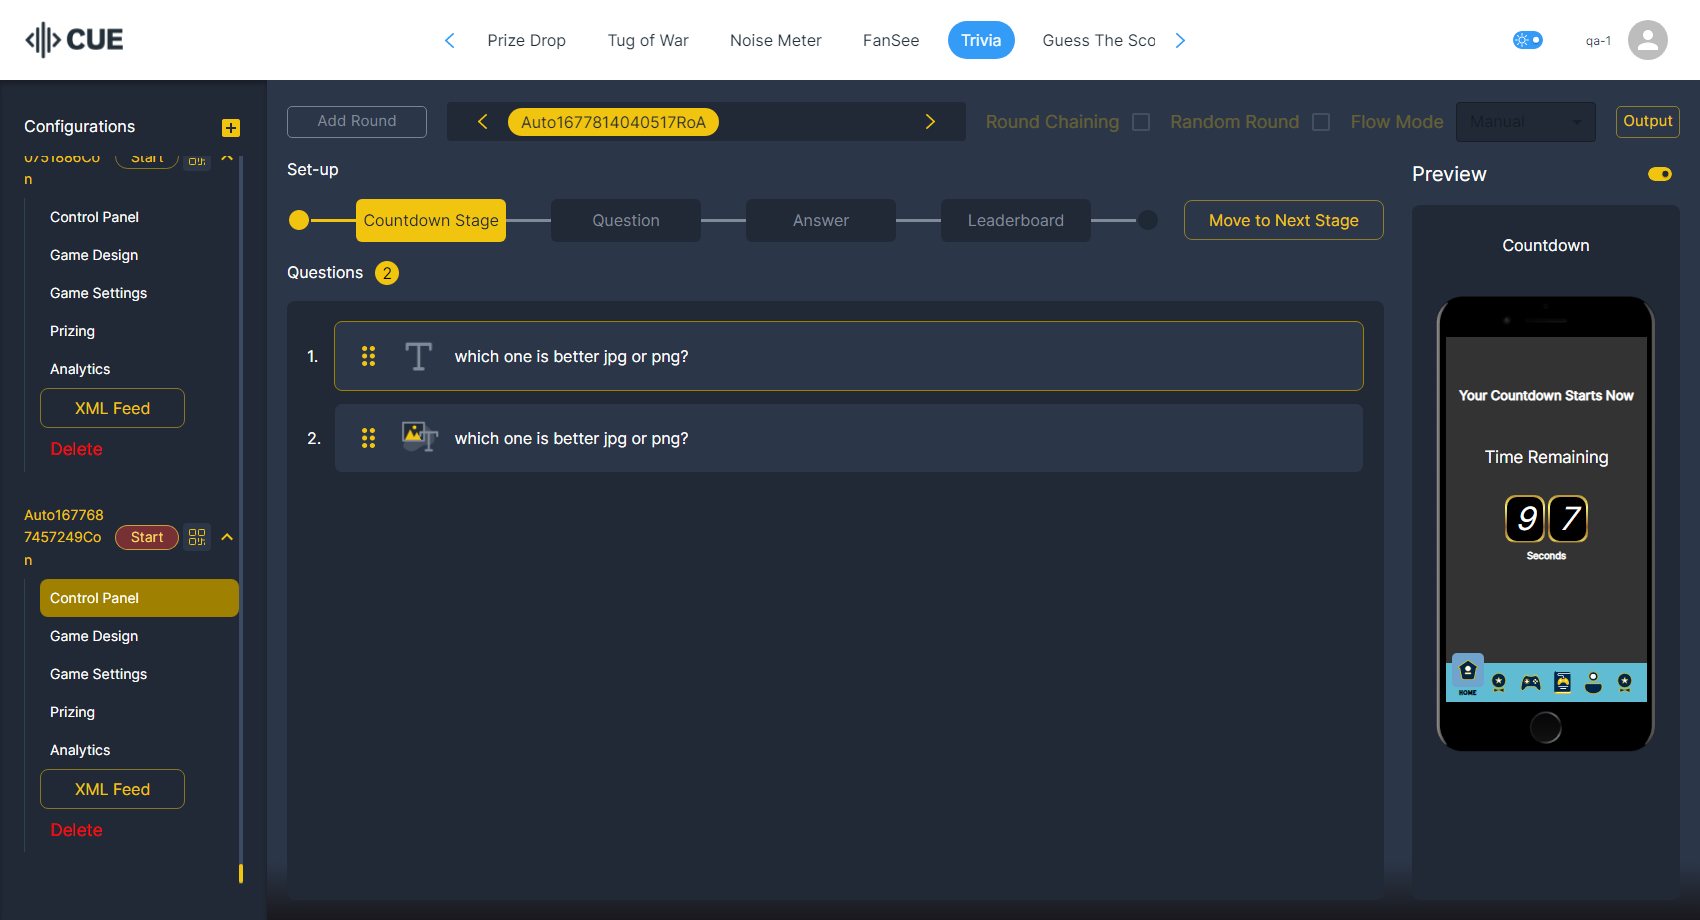 CUE
Prize Drop
Tug of War
Noise Meter
FanSee
Trivia
Guess The Sco
qa-1
Configurations
0751886Co
n
Start
Control Panel
Game Design
Game Settings
Prizing
Analytics
XML Feed
Delete
Auto167768
7457249Co
n
Start
Control Panel
Game Design
Game Settings
Prizing
Analytics
XML Feed
Delete
Add Round
Auto1677814040517RoA
Round Chaining
Random Round
Flow Mode
Manual
Output
Set-up
Countdown Stage
Question
Answer
Leaderboard
Move to Next Stage
Questions 2
1. which one is better jpg or png?
2. which one is better jpg or png?
Preview
Countdown
Your Countdown Starts Now
Time Remaining
97
Seconds
HOME